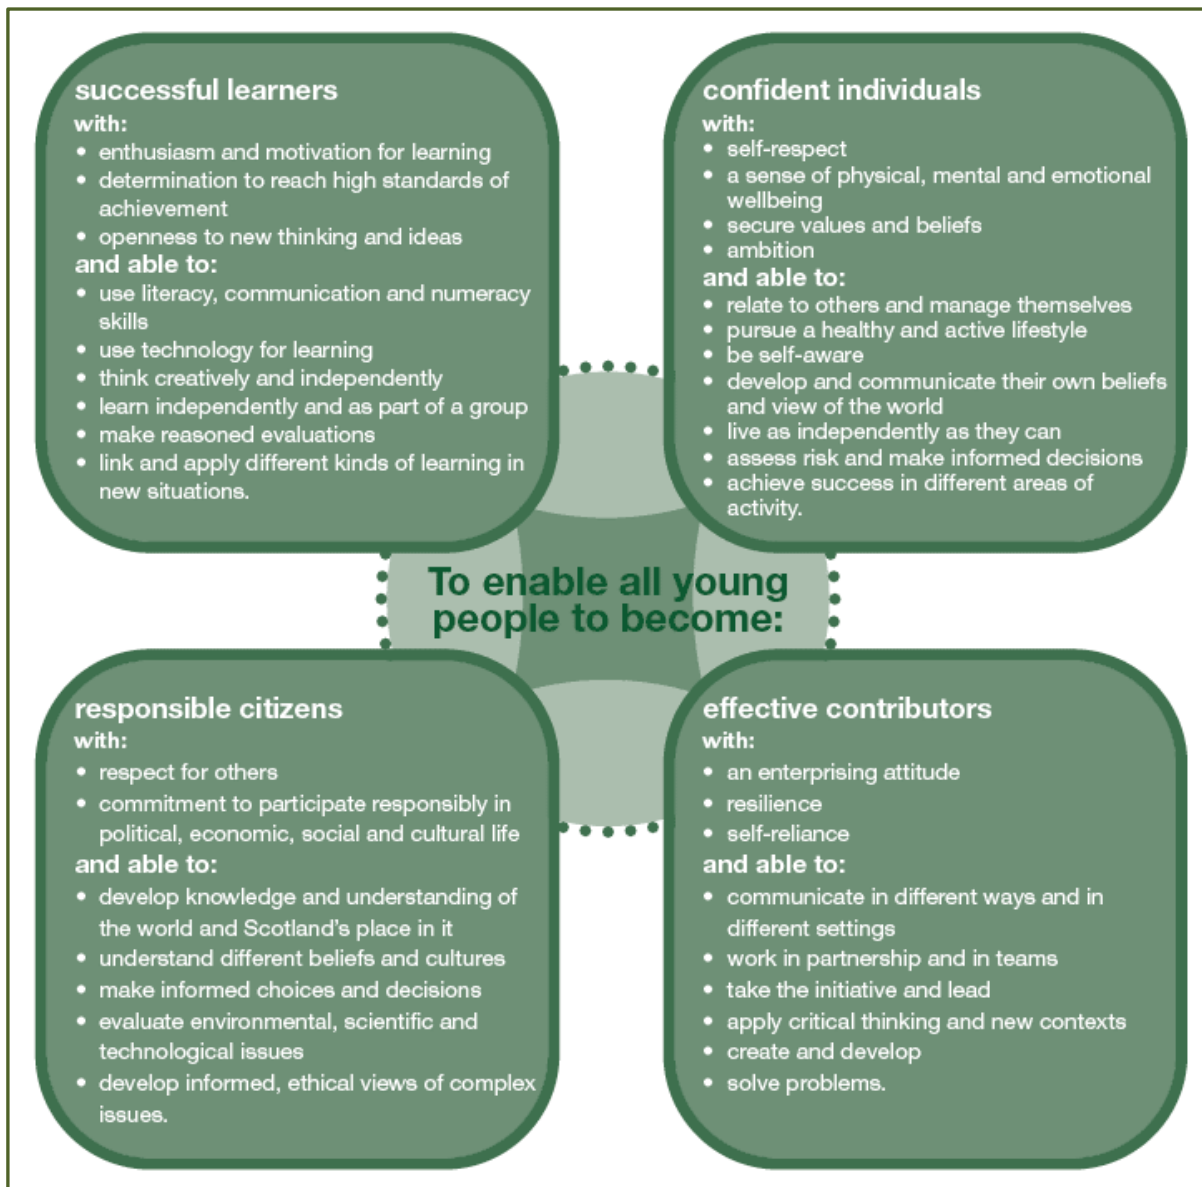 successful learners
with:
• enthusiasm and motivation for learning
• determination to reach high standards of
achievement
• openness to new thinking and ideas
and able to:
• use literacy, communication and numeracy
skills
• use technology for learning
• think creatively and independently
• learn independently and as part of a group
• make reasoned evaluations
• link and apply different kinds of learning in
new situations.
confident individuals
with:
• self-respect
• a sense of physical, mental and emotional
wellbeing
• secure values and beliefs
• ambition
and able to:
• relate to others and manage themselves
• pursue a healthy and active lifestyle
• be self-aware
• develop and communicate their own beliefs
and view of the world
• live as independently as they can
• assess risk and make informed decisions
• achieve success in different areas of
activity.
To enable all young
people to become:
responsible citizens
with:
• respect for others
• commitment to participate responsibly in
political, economic, social and cultural life
and able to:
• develop knowledge and understanding of
the world and Scotland's place in it
• understand different beliefs and cultures
• make informed choices and decisions
• evaluate environmental, scientific and
technological issues
• develop informed, ethical views of complex
issues.
effective contributors
with:
• an enterprising attitude
• resilience
• self-reliance
and able to:
• communicate in different ways and in
different settings
• work in partnership and in teams
• take the initiative and lead
• apply critical thinking and new contexts
• create and develop
• solve problems.